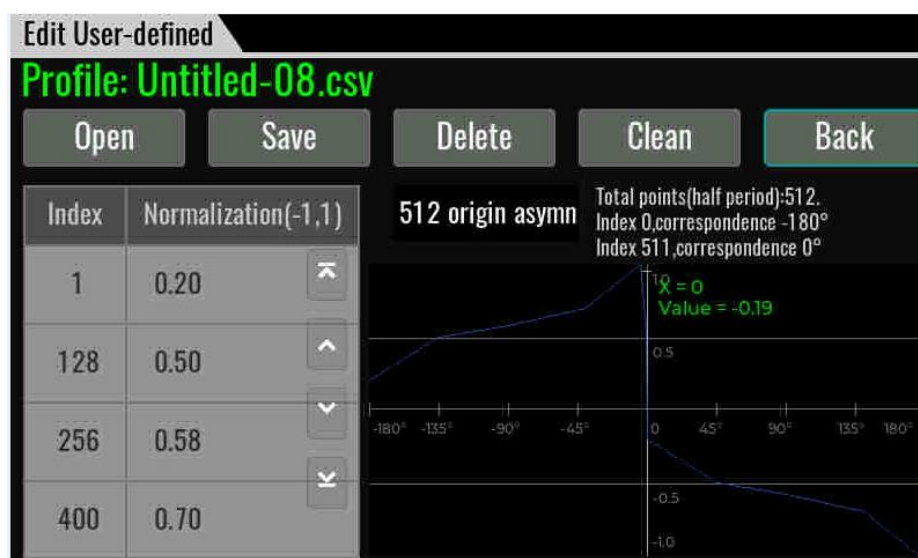 Edit User-defined
Profile: Untitled-08.csv
Open Save Delete Clean Back
Index Normalization(-1,1)
1 0.20
128 0.50
256 0.58
400 0.70
512 origin asymn
Total points(half period):512.
Index 0,correspondence -180°
Index 511,correspondence 0°
1.0
X = 0
Value = -0.19
0.5
-180° -135° -90° -45° 0 45° 90° 135° 180°
-0.5
-1.0